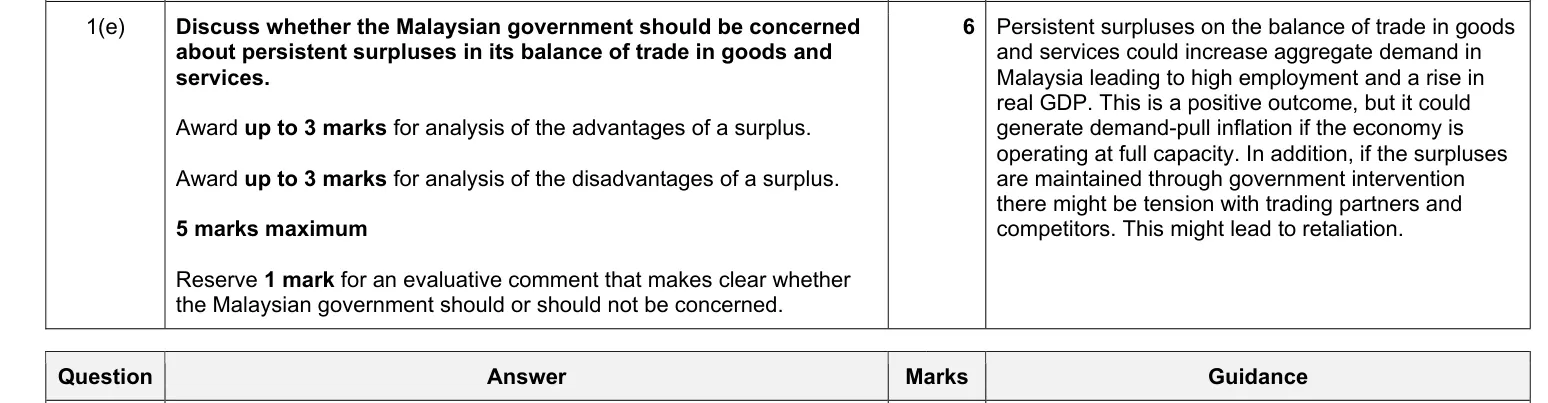 1(e)
Discuss whether the Malaysian government should be concerned
about persistent surpluses in its balance of trade in goods and
services.
Award up to 3 marks for analysis of the advantages of a surplus.
Award up to 3 marks for analysis of the disadvantages of a surplus.
5 marks maximum
Reserve 1 mark for an evaluative comment that makes clear whether
the Malaysian government should or should not be concerned.
6
Persistent surpluses on the balance of trade in goods
and services could increase aggregate demand in
Malaysia leading to high employment and a rise in
real GDP. This is a positive outcome, but it could
generate demand-pull inflation if the economy is
operating at full capacity. In addition, if the surpluses
are maintained through government intervention
there might be tension with trading partners and
competitors. This might lead to retaliation.
Question Answer Marks Guidance